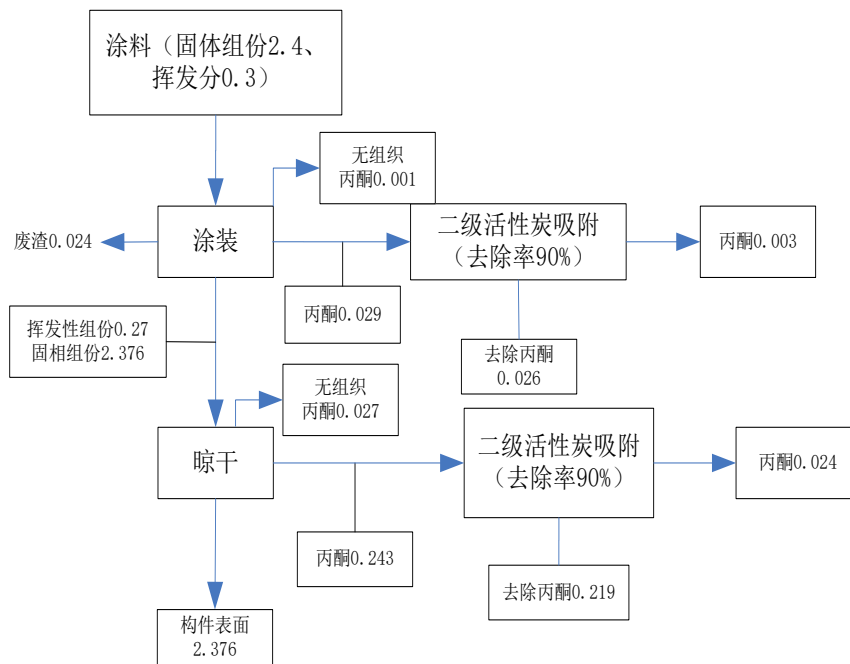 涂料（固体组份2.4、
挥发分0.3）
无组织
丙酮0.001
废渣0.024
涂装
二级活性炭吸附
（去除率90%）
丙酮0.003
丙酮0.029
挥发性组份0.27
固相组份2.376
去除丙酮
0.026
无组织
丙酮0.027
晾干
二级活性炭吸附
（去除率90%）
丙酮0.024
丙酮0.243
去除丙酮0.219
构件表面
2.376